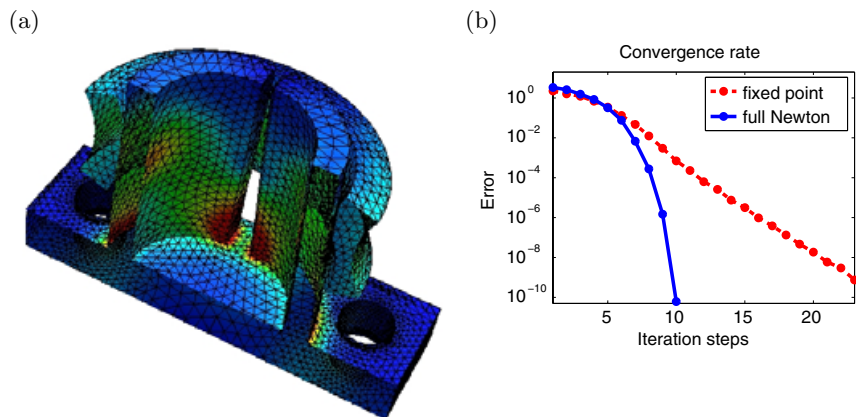 (a)
(b)
Convergence rate
fixed point
full Newton
10^0
10^−2
10^−4
10^−6
10^−8
10^−10
Error
5 10 15 20
Iteration steps